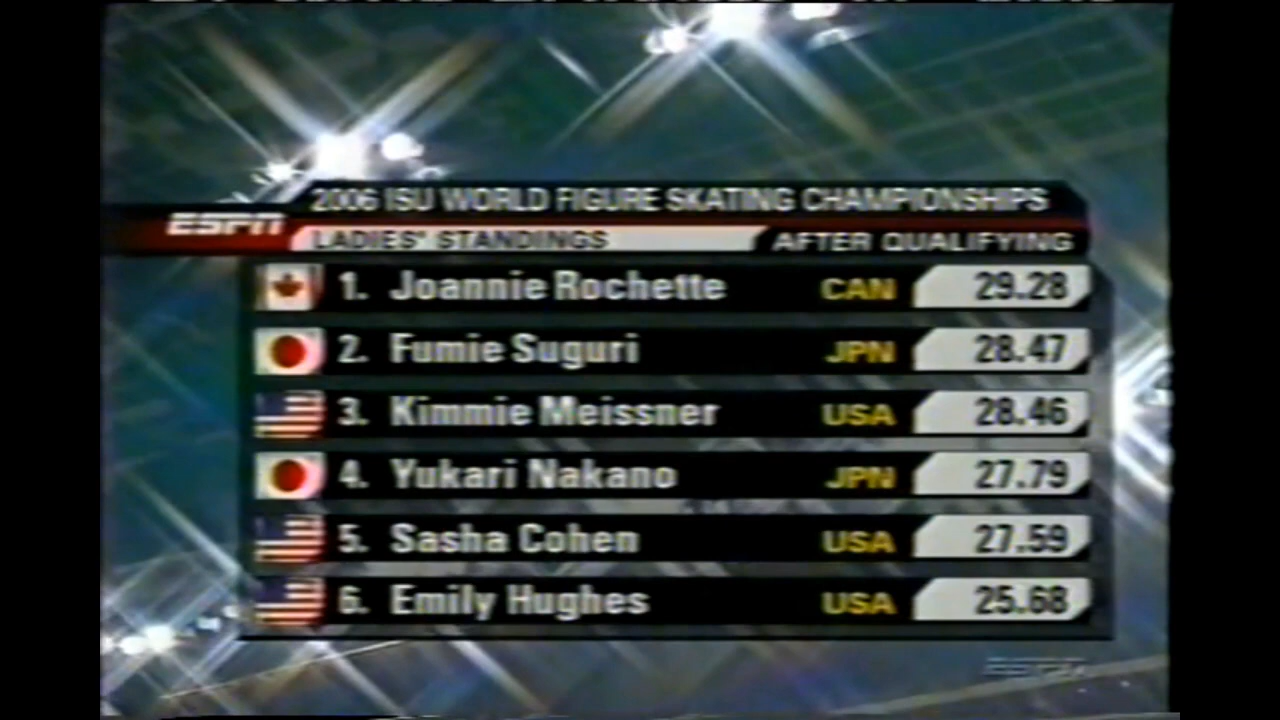 2006 ISU WORLD FIGURE SKATING CHAMPIONSHIPS
ESPN LADIES' STANDINGS AFTER QUALIFYING
1. Joannie Rochette CAN 29.28
2. Fumie Suguri JPN 28.47
3. Kimmie Meissner USA 28.46
4. Yukari Nakano JPN 27.79
5. Sasha Cohen USA 27.59
6. Emily Hughes USA 25.68
ESPN